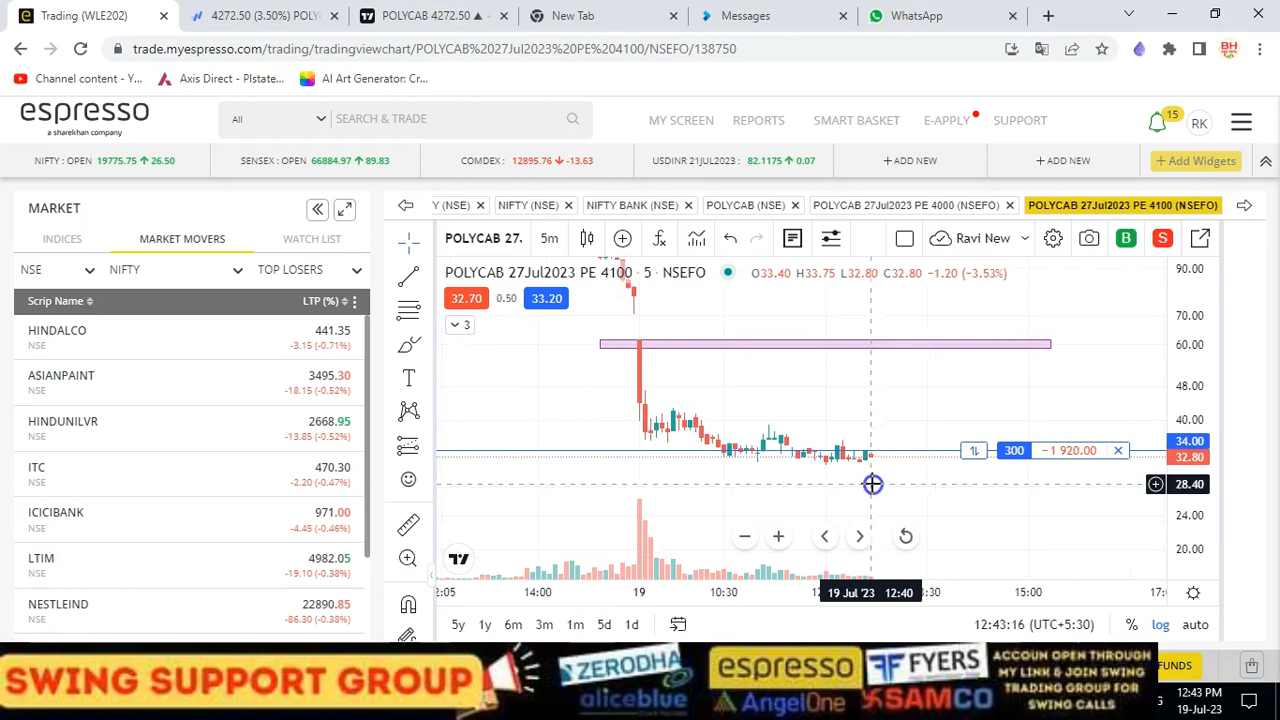 Trading (WLE202)
4272.50 (3.50%) POLY
POLYCAB 4272.50 ▲ -
New Tab
Messages
WhatsApp
trade.myespresso.com/trading/tradingviewchart/POLYCAB%2027Jul2023%20PE%204100/NSEFO/138750
BH
Channel content - Y...
Axis Direct - Plstate...
AI Art Generator: Cr...
espresso
a sharekhan company
All
SEARCH & TRADE
MY SCREEN
REPORTS
SMART BASKET
E-APPLY
SUPPORT
15
RK
NIFTY : OPEN 19775.75 ↑ 26.50
SENSEX : OPEN 66884.97 ↑ 89.83
COMDEX : 12895.76 ↓ -13.63
USDINR 21JUL2023 : 82.1175 ↑ 0.07
+ ADD NEW
+ ADD NEW
+ Add Widgets
MARKET
Y (NSE)
NIFTY (NSE)
NIFTY BANK (NSE)
POLYCAB (NSE)
POLYCAB 27Jul2023 PE 4000 (NSEFO)
POLYCAB 27Jul2023 PE 4100 (NSEFO)
INDICES
MARKET MOVERS
WATCH LIST
POLYCAB 27.
5m
Ravi New
B
S
NSE
NIFTY
TOP LOSERS
POLYCAB 27Jul2023 PE 4100 · 5 · NSEFO
O33.40 H33.75 L32.80 C32.80 -1.20 (-3.53%)
32.70
0.50
33.20
3
Scrip Name
LTP (%)
HINDALCO 441.35
NSE -3.15 (-0.71%)
ASIANPAINT 3495.30
NSE -18.15 (-0.52%)
HINDUNILVR 2668.95
NSE -13.85 (-0.52%)
ITC 470.30
NSE -2.20 (-0.47%)
ICICIBANK 971.00
NSE -4.45 (-0.46%)
LTIM 4982.05
NSE -19.10 (-0.38%)
NESTLEIND 22890.85
NSE -86.30 (-0.38%)
90.00
70.00
60.00
48.00
40.00
34.00
32.80
28.40
24.00
20.00
300
−1 920.00
2:05
14:00
19
10:30
19 Jul '23 12:40
3:30
15:00
17:
5y
1y
6m
3m
1m
5d
1d
12:43:16 (UTC+5:30)
%
log
auto
SWING SUPPORT GROUP
ZERODHA
aliceblue
espresso
AngelOne
FYERS
SAMCO
ACCOUN OPEN THROUGH
MY LINK & JOIN SWING
TRADING GROUP FOR
SWING CALLS
FUNDS
G
12:43 PM
19-Jul-23